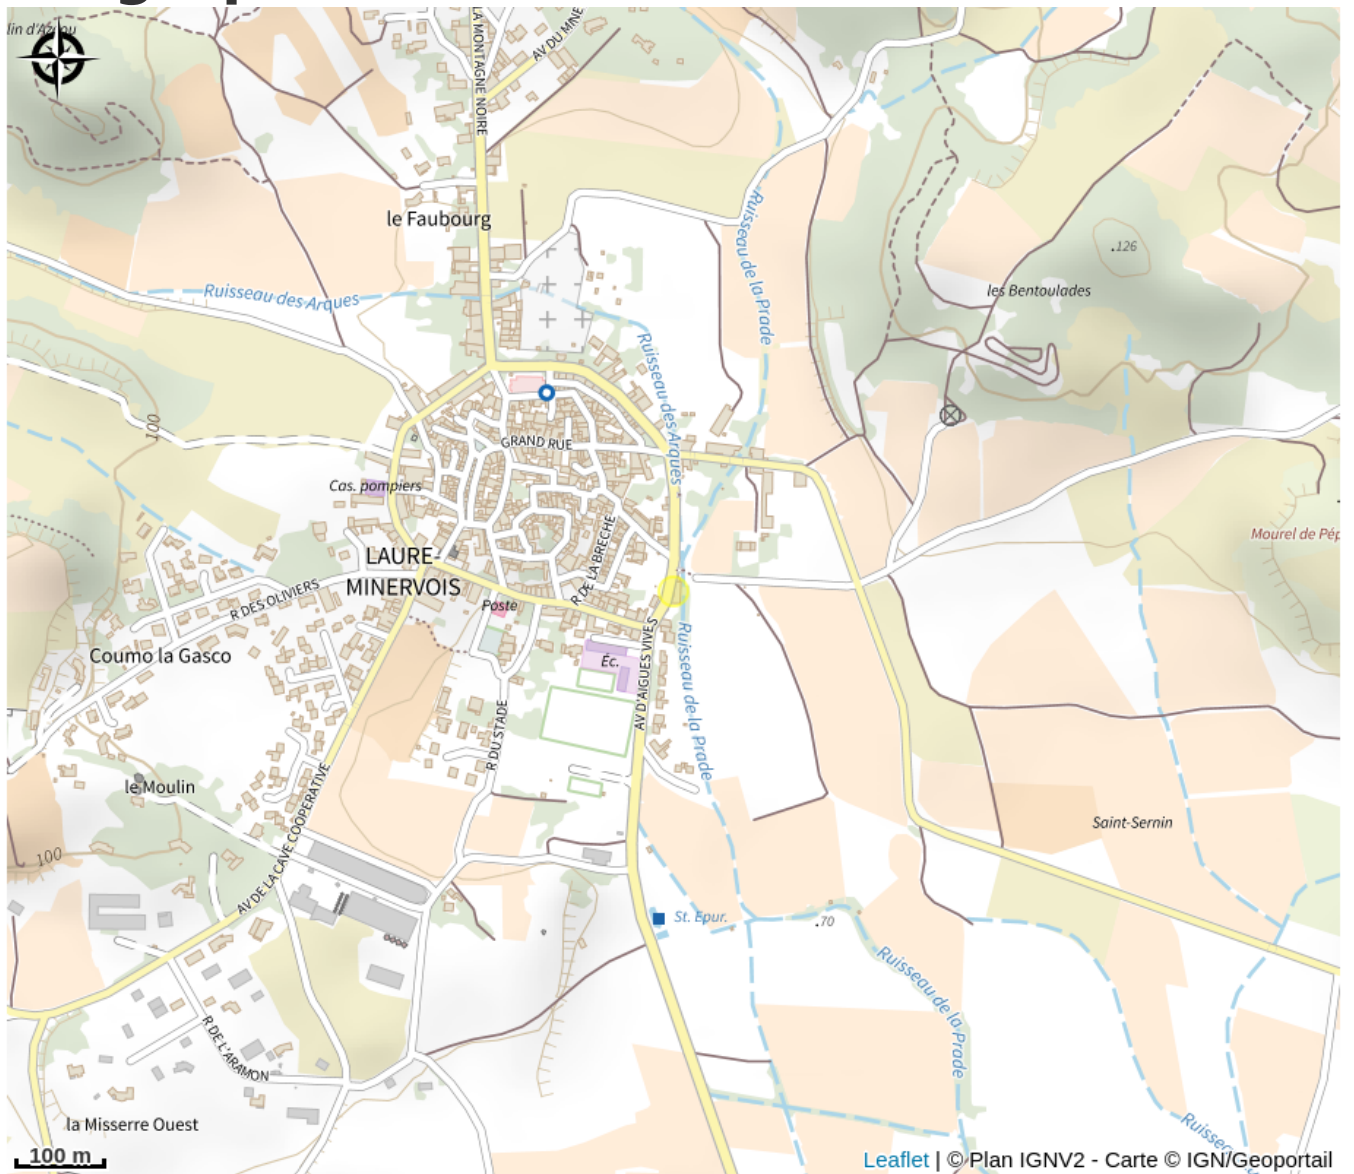 LA MONTAGNE NOIRE
AV DU MINE
le Faubourg
Ruisseau des Arques
Ruisseau de la Prade
.126
les Bentoulades
Ruisseau des Arques
100
GRAND RUE
Cas. pompiers
LAURE-
MINERVOIS
R DE LA BRECHE
Mourel de Pép
R DES OLIVIERS
Poste
Coumo la Gasco
Éc.
AV D'AIGUES VIVES
Ruisseau de la Prade
R DU STADE
le Moulin
AV DE LA CAVE COOPERATIVE
Saint-Sernin
100
St. Epur.
.70
Ruisseau de la Prade
R DE L'ARAMON
la Misserre Ouest
Ruissea
100 m
Leaflet | © Plan IGNV2 - Carte © IGN/Geoportail